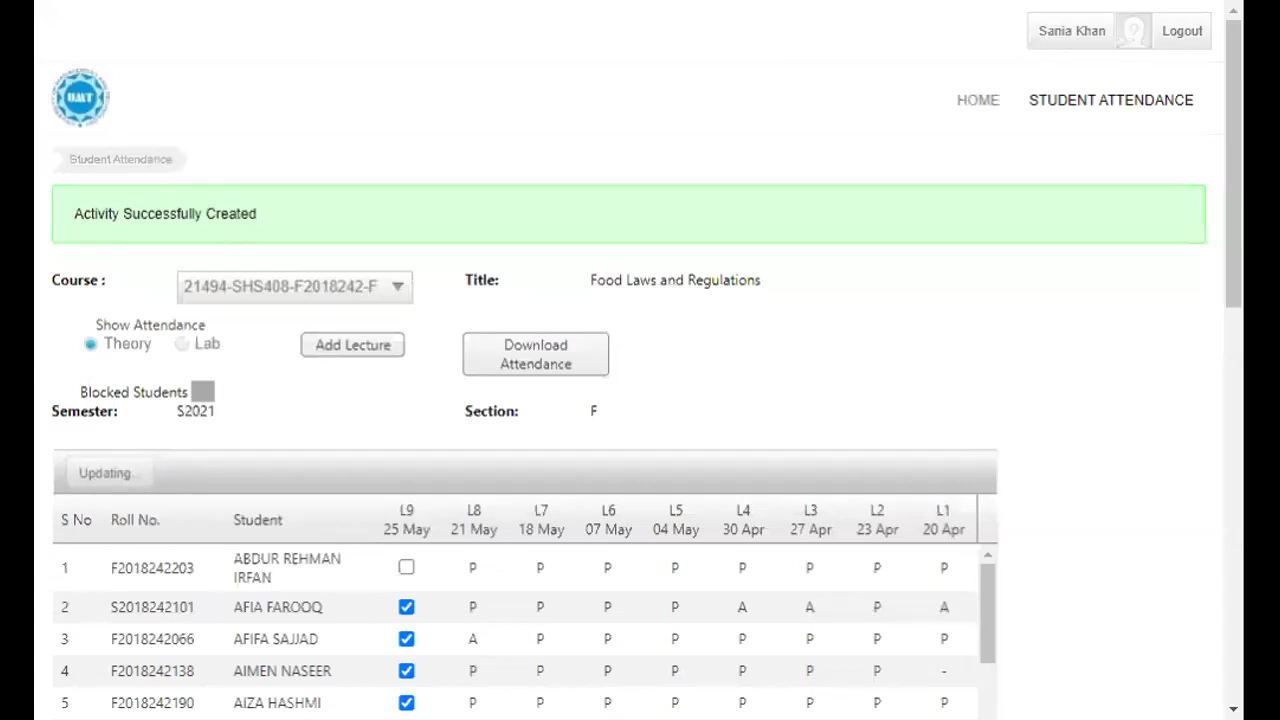 Sania Khan Logout
UMT
HOME STUDENT ATTENDANCE
Student Attendance
Activity Successfully Created
Course : 21494-SHS408-F2018242-F Title: Food Laws and Regulations
Show Attendance
Theory Lab Add Lecture Download
Attendance
Blocked Students
Semester: S2021 Section: F
Updating...
S No Roll No. Student L9 L8 L7 L6 L5 L4 L3 L2 L1
25 May 21 May 18 May 07 May 04 May 30 Apr 27 Apr 23 Apr 20 Apr
1 F2018242203 ABDUR REHMAN IRFAN P P P P P P P P
2 S2018242101 AFIA FAROOQ P P P P A A P A
3 F2018242066 AFIFA SAJJAD A P P P P P P P
4 F2018242138 AIMEN NASEER P P P P P P P -
5 F2018242190 AIZA HASHMI P P P P P P P P